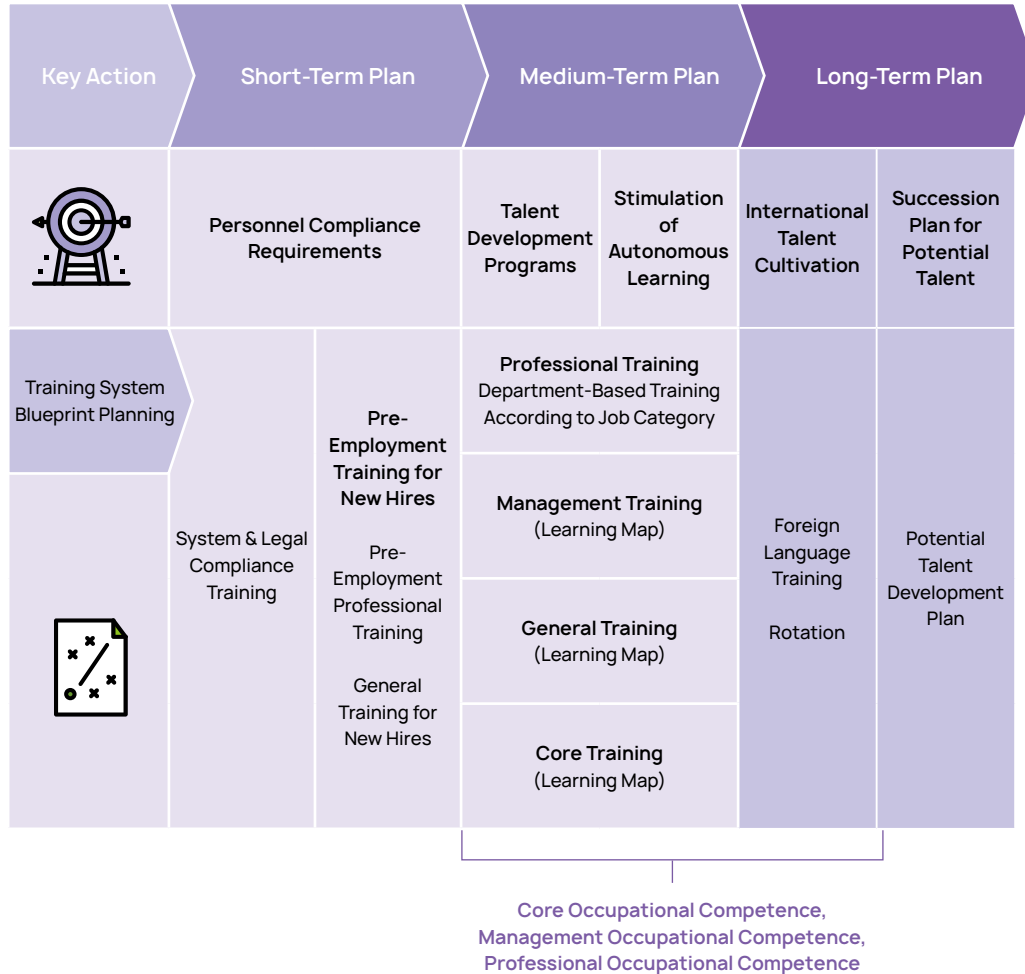 Key Action
Short-Term Plan
Medium-Term Plan
Long-Term Plan
Personnel Compliance
Requirements
Talent
Development
Programs
Stimulation
of
Autonomous
Learning
International
Talent
Cultivation
Succession
Plan for
Potential
Talent
Training System
Blueprint Planning
System & Legal
Compliance
Training
Pre-
Employment
Training for
New Hires
Pre-
Employment
Professional
Training
General
Training for
New Hires
Professional Training
Department-Based Training
According to Job Category
Management Training
(Learning Map)
General Training
(Learning Map)
Core Training
(Learning Map)
Foreign
Language
Training
Rotation
Potential
Talent
Development
Plan
Core Occupational Competence,
Management Occupational Competence,
Professional Occupational Competence